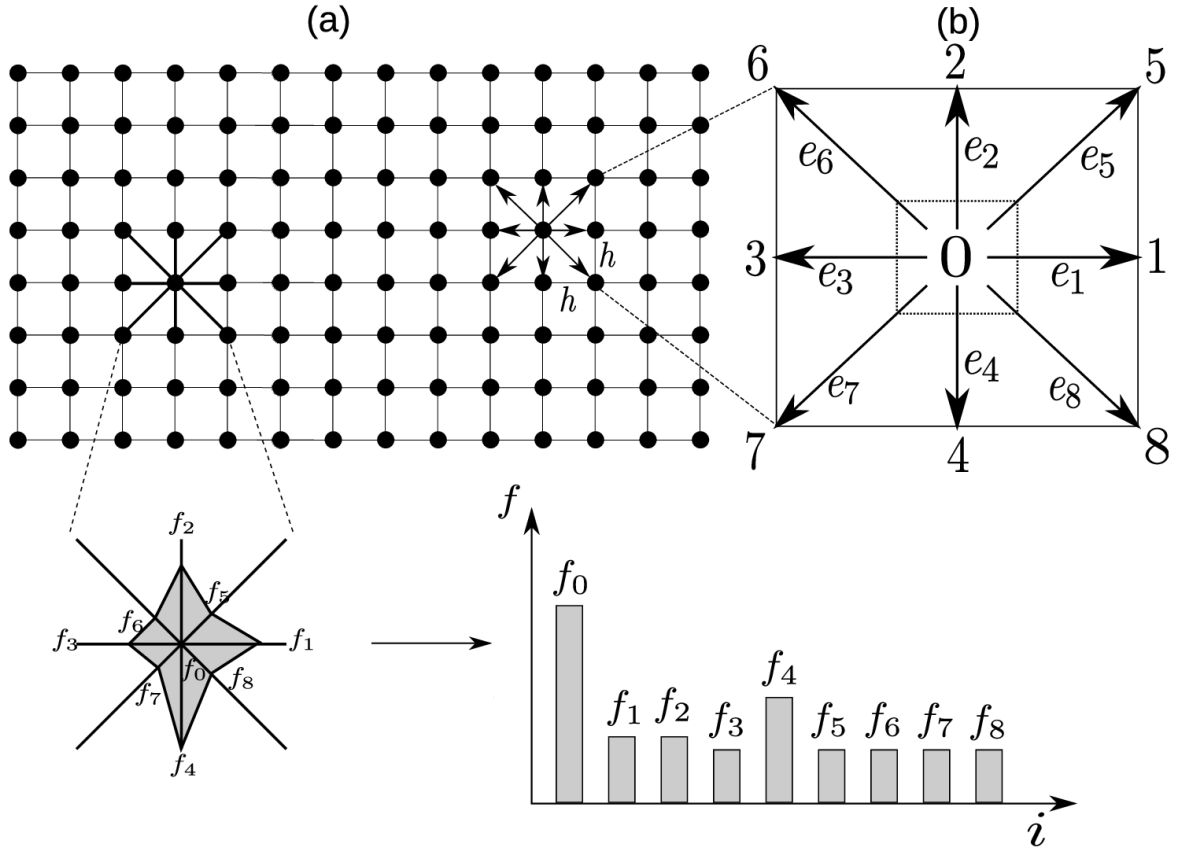 (a)
(b)
6
2
5
e₆
e₂
e₅
h
h
3
e₃
0
e₁
1
e₇
e₄
e₈
7
4
8
f₂
f₅
f₆
f₃
f₁
f₀
f₇
f₈
f₄
f
f₀
f₁
f₂
f₃
f₄
f₅
f₆
f₇
f₈
i